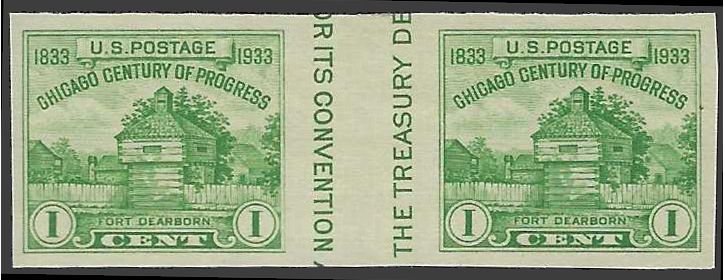 U.S. POSTAGE
1833 1933
CHICAGO CENTURY OF PROGRESS
FORT DEARBORN
1 CENT 1
OR ITS CONVENTION,
THE TREASURY DE
U.S. POSTAGE
1833 1933
CHICAGO CENTURY OF PROGRESS
FORT DEARBORN
1 CENT 1